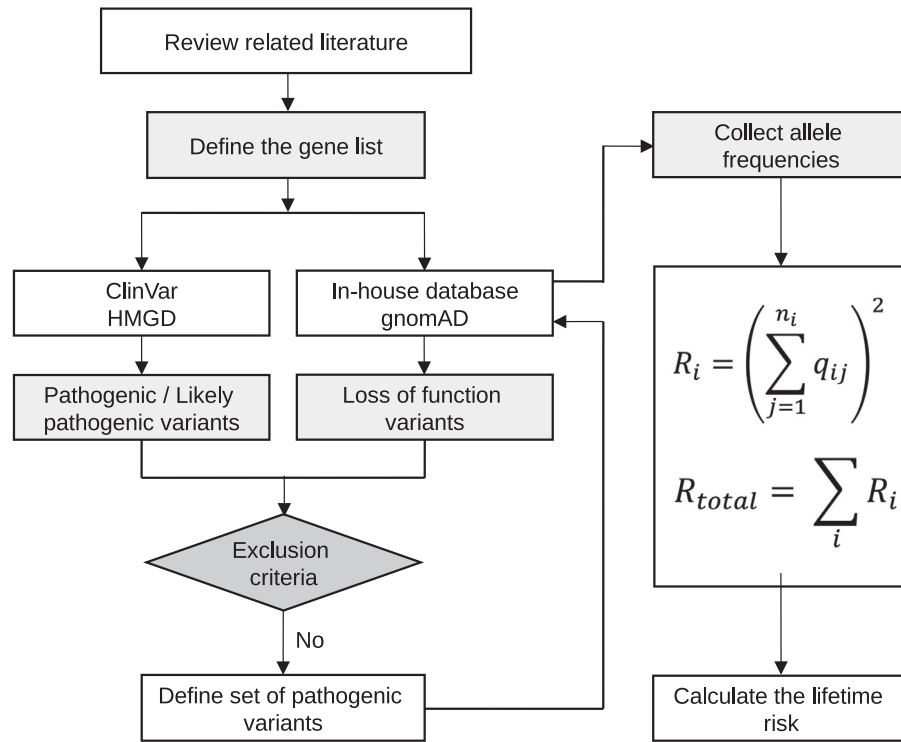 Review related literature
Define the gene list
ClinVar
HMGD
In-house database
gnomAD
Pathogenic / Likely
pathogenic variants
Loss of function
variants
Exclusion
criteria
No
Define set of pathogenic
variants
Collect allele
frequencies
R_i = (∑_{j=1}^{n_i} q_{ij})^2
R_{total} = ∑_i R_i
Calculate the lifetime
risk